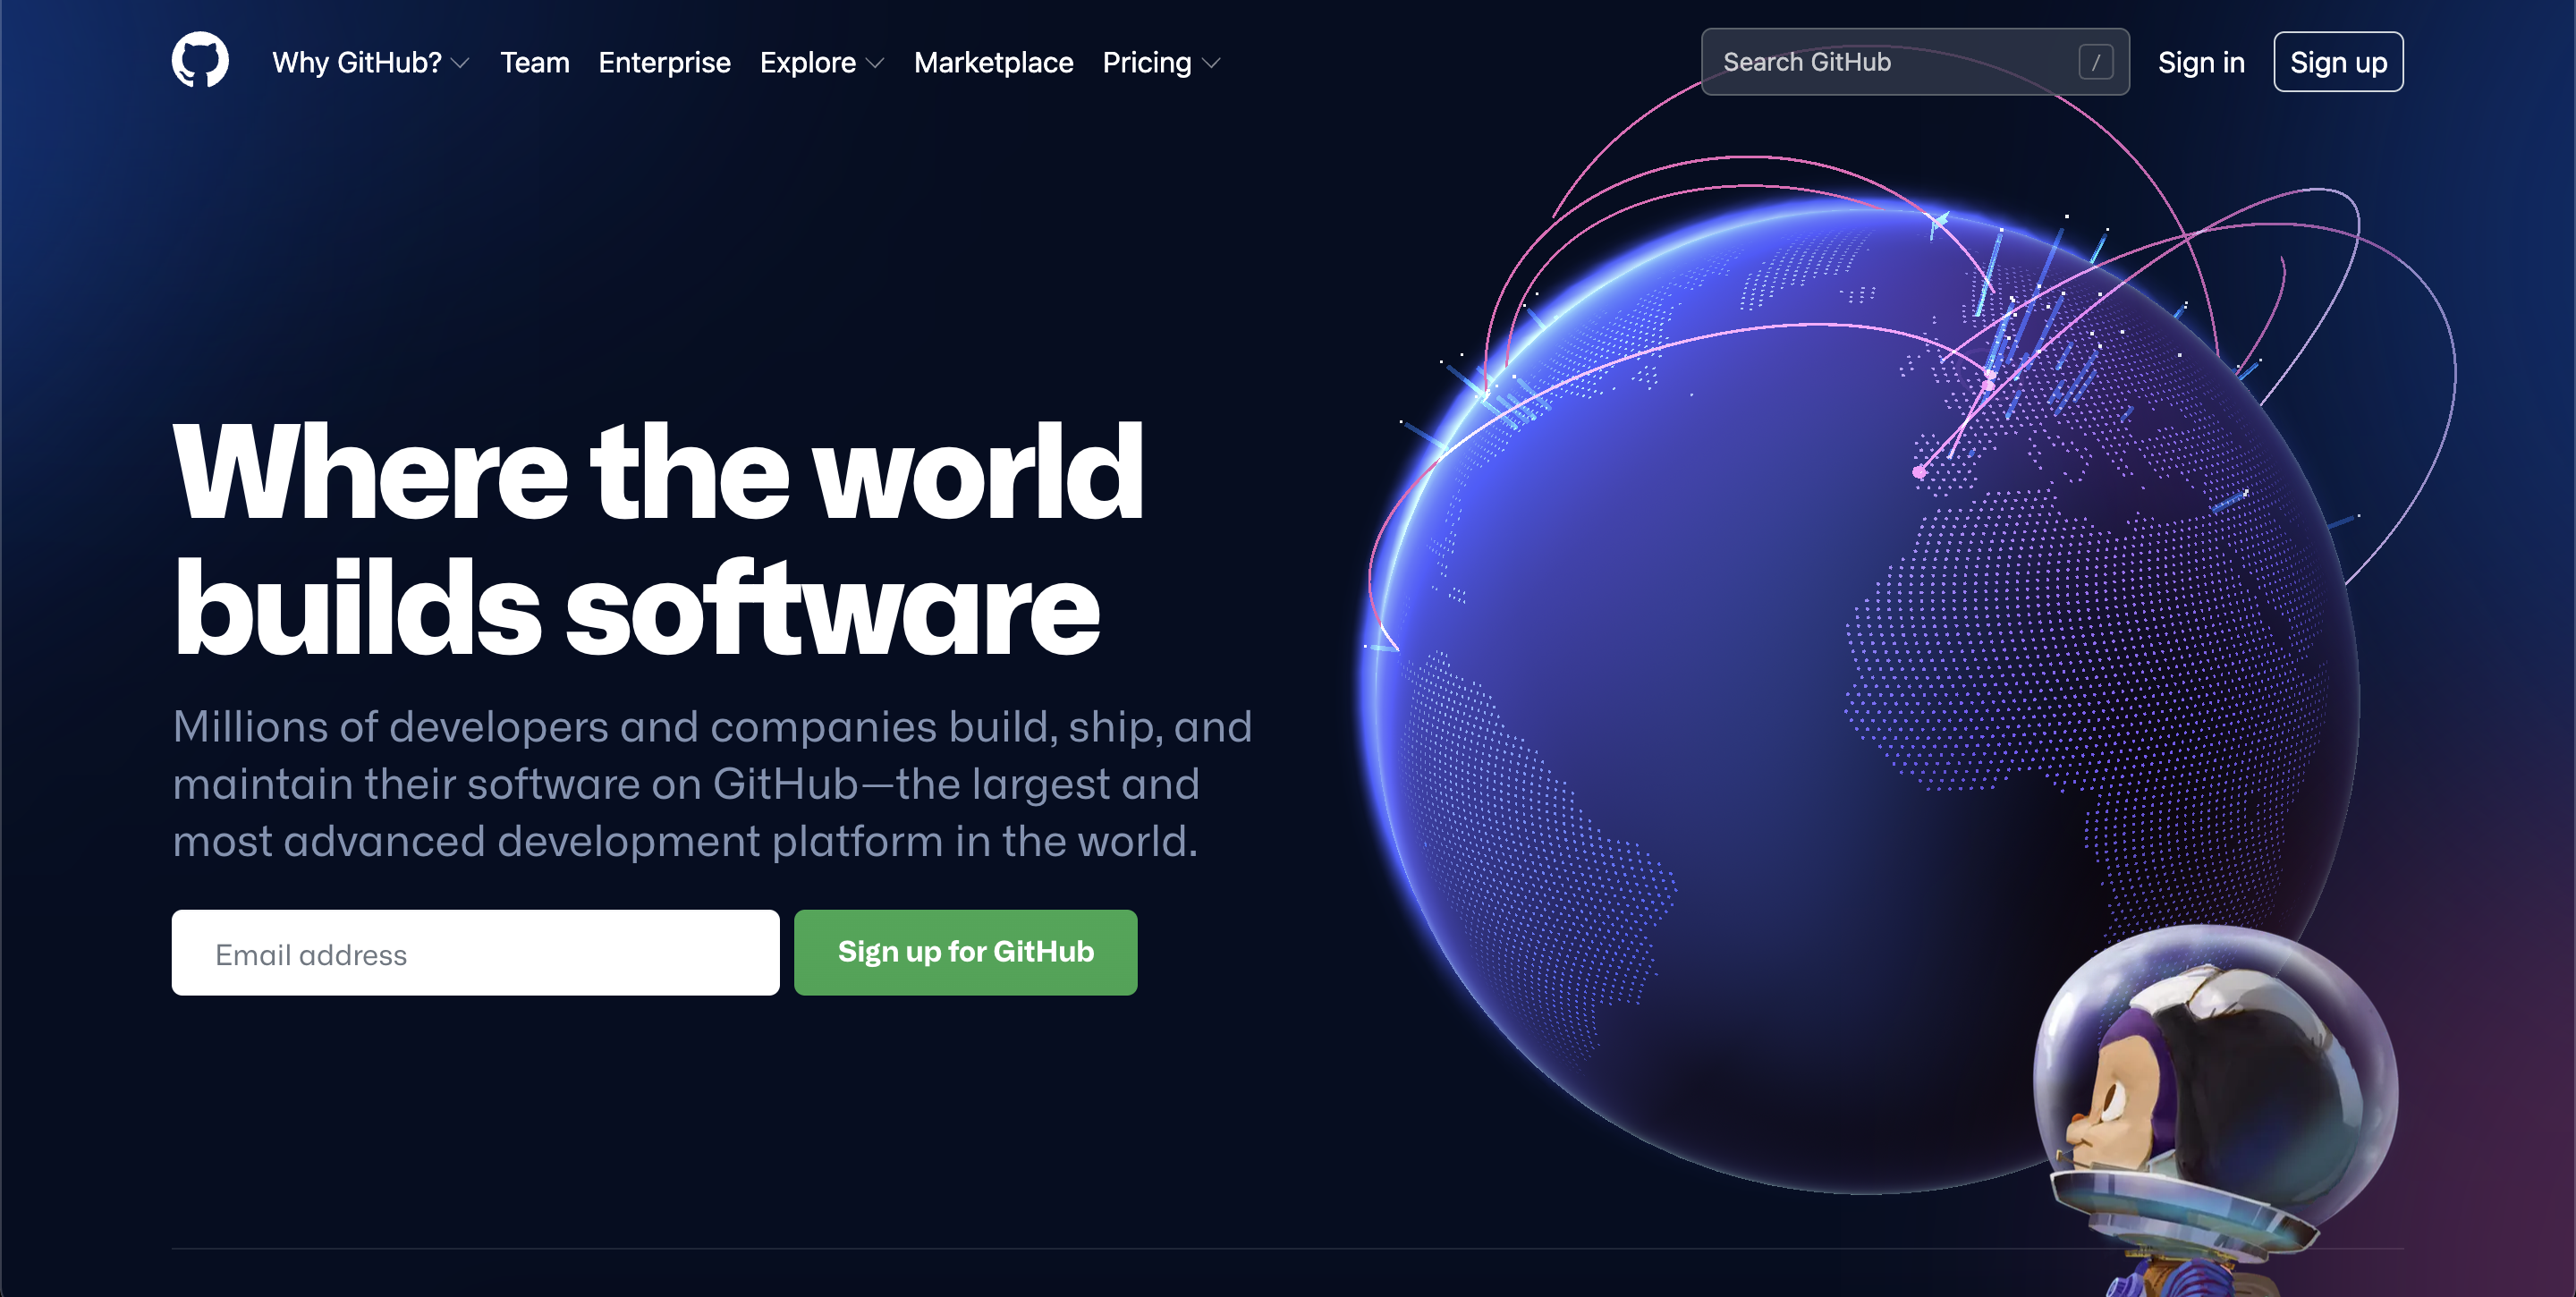 Why GitHub? Team Enterprise Explore Marketplace Pricing
Search GitHub /
Sign in
Sign up
Where the world
builds software
Millions of developers and companies build, ship, and
maintain their software on GitHub—the largest and
most advanced development platform in the world.
Email address
Sign up for GitHub